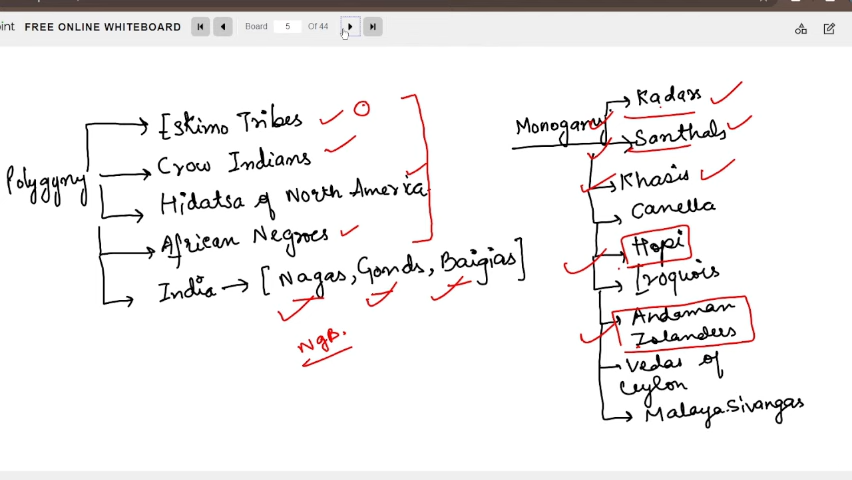 oint FREE ONLINE WHITEBOARD Board 5 Of 44
Polygyny
Eskimo Tribes
Crow Indians
Hidatsa of North America
African Negroes
India → [Nagas, Gonds, Baigias]
NgB.
Monogamy
Kadars
Santhals
Khasis
Canella
Hopi
Iroquois
Andaman
Islanders
Vedas of
Ceylon
Malaya.Sivangas